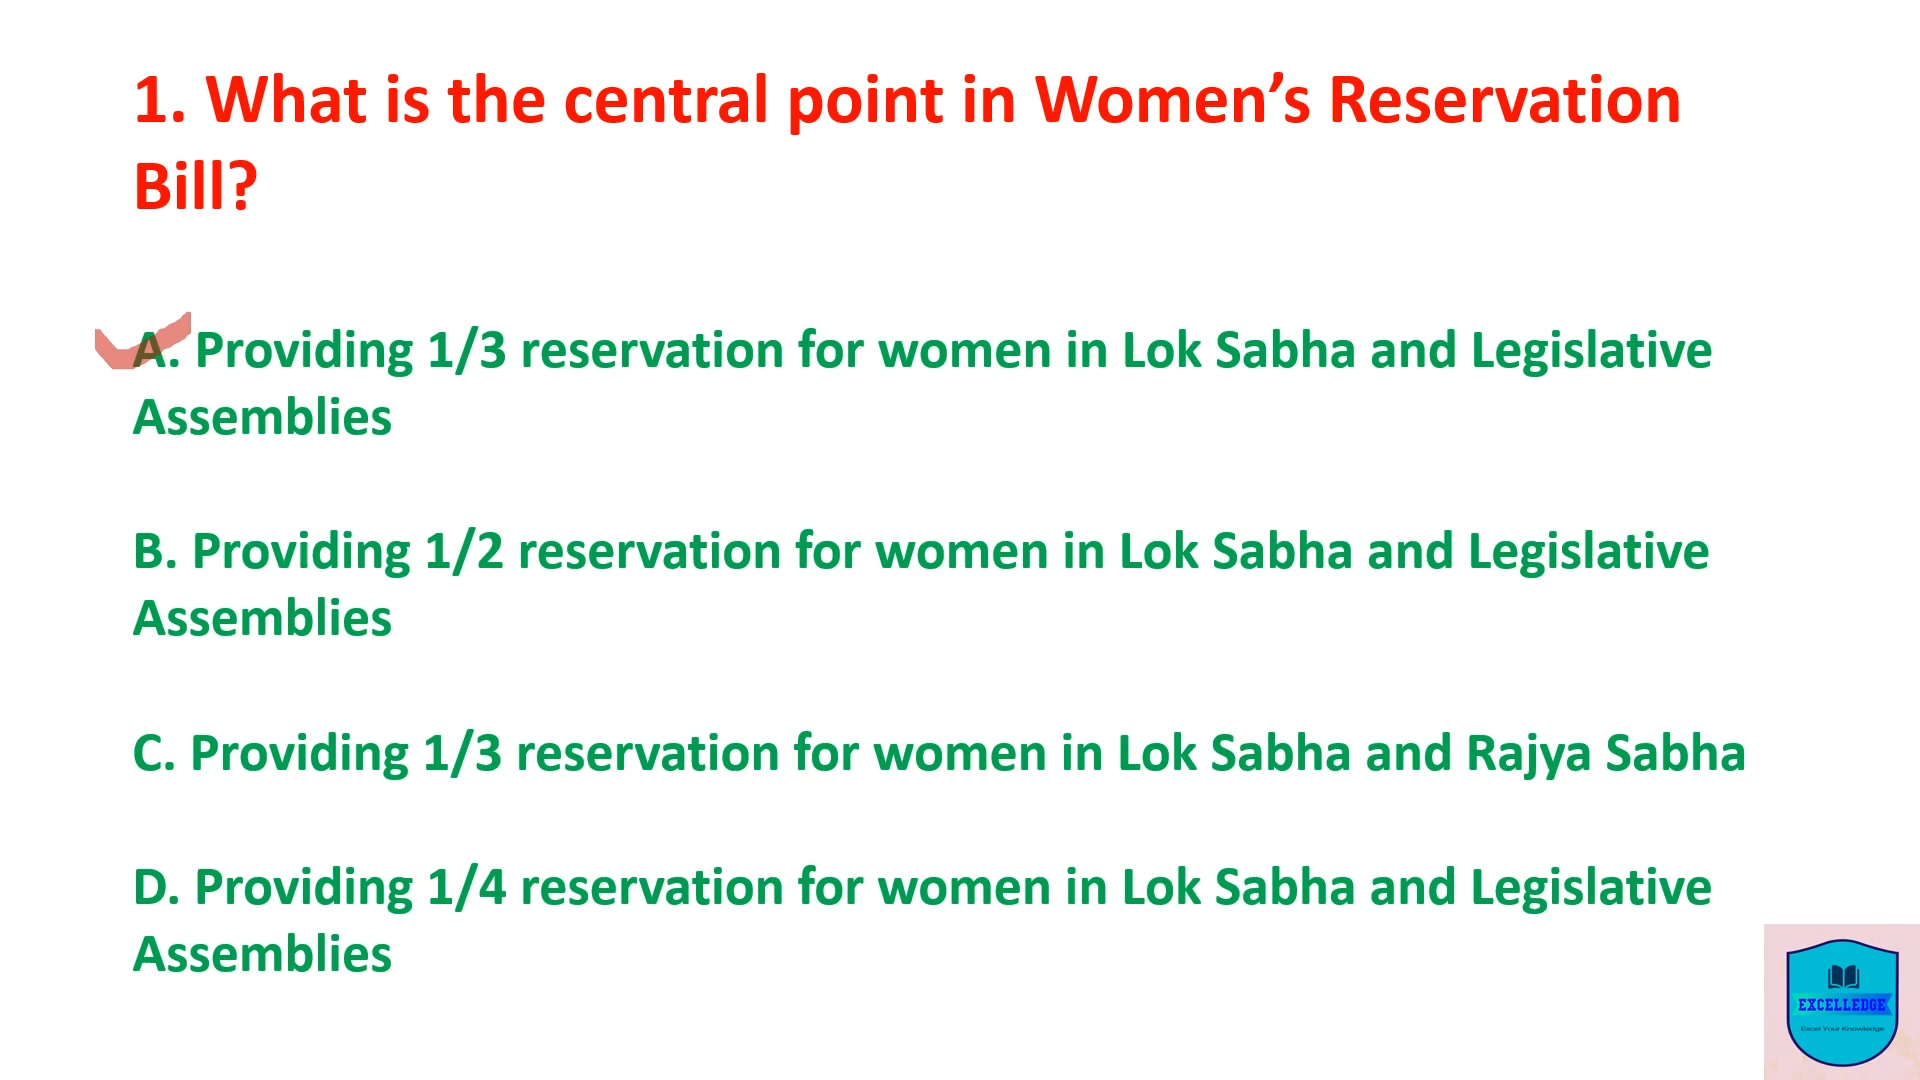 1. What is the central point in Women’s Reservation
Bill?
A. Providing 1/3 reservation for women in Lok Sabha and Legislative
Assemblies
B. Providing 1/2 reservation for women in Lok Sabha and Legislative
Assemblies
C. Providing 1/3 reservation for women in Lok Sabha and Rajya Sabha
D. Providing 1/4 reservation for women in Lok Sabha and Legislative
Assemblies
EXCELLEDGE
Excel Your Knowledge